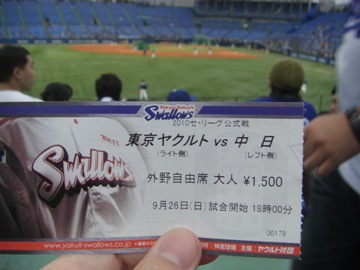 Tokyo Yakult
Swallows
2010セ・リーグ公式戦
東京ヤクルト vs 中日
(ライト側) (レフト側)
外野自由席 大人 ¥1.500
9月26日(日)試合開始 18時00分
00179
Swallows
www.yakult-swallows.co.jp
主催:ヤクルト球団